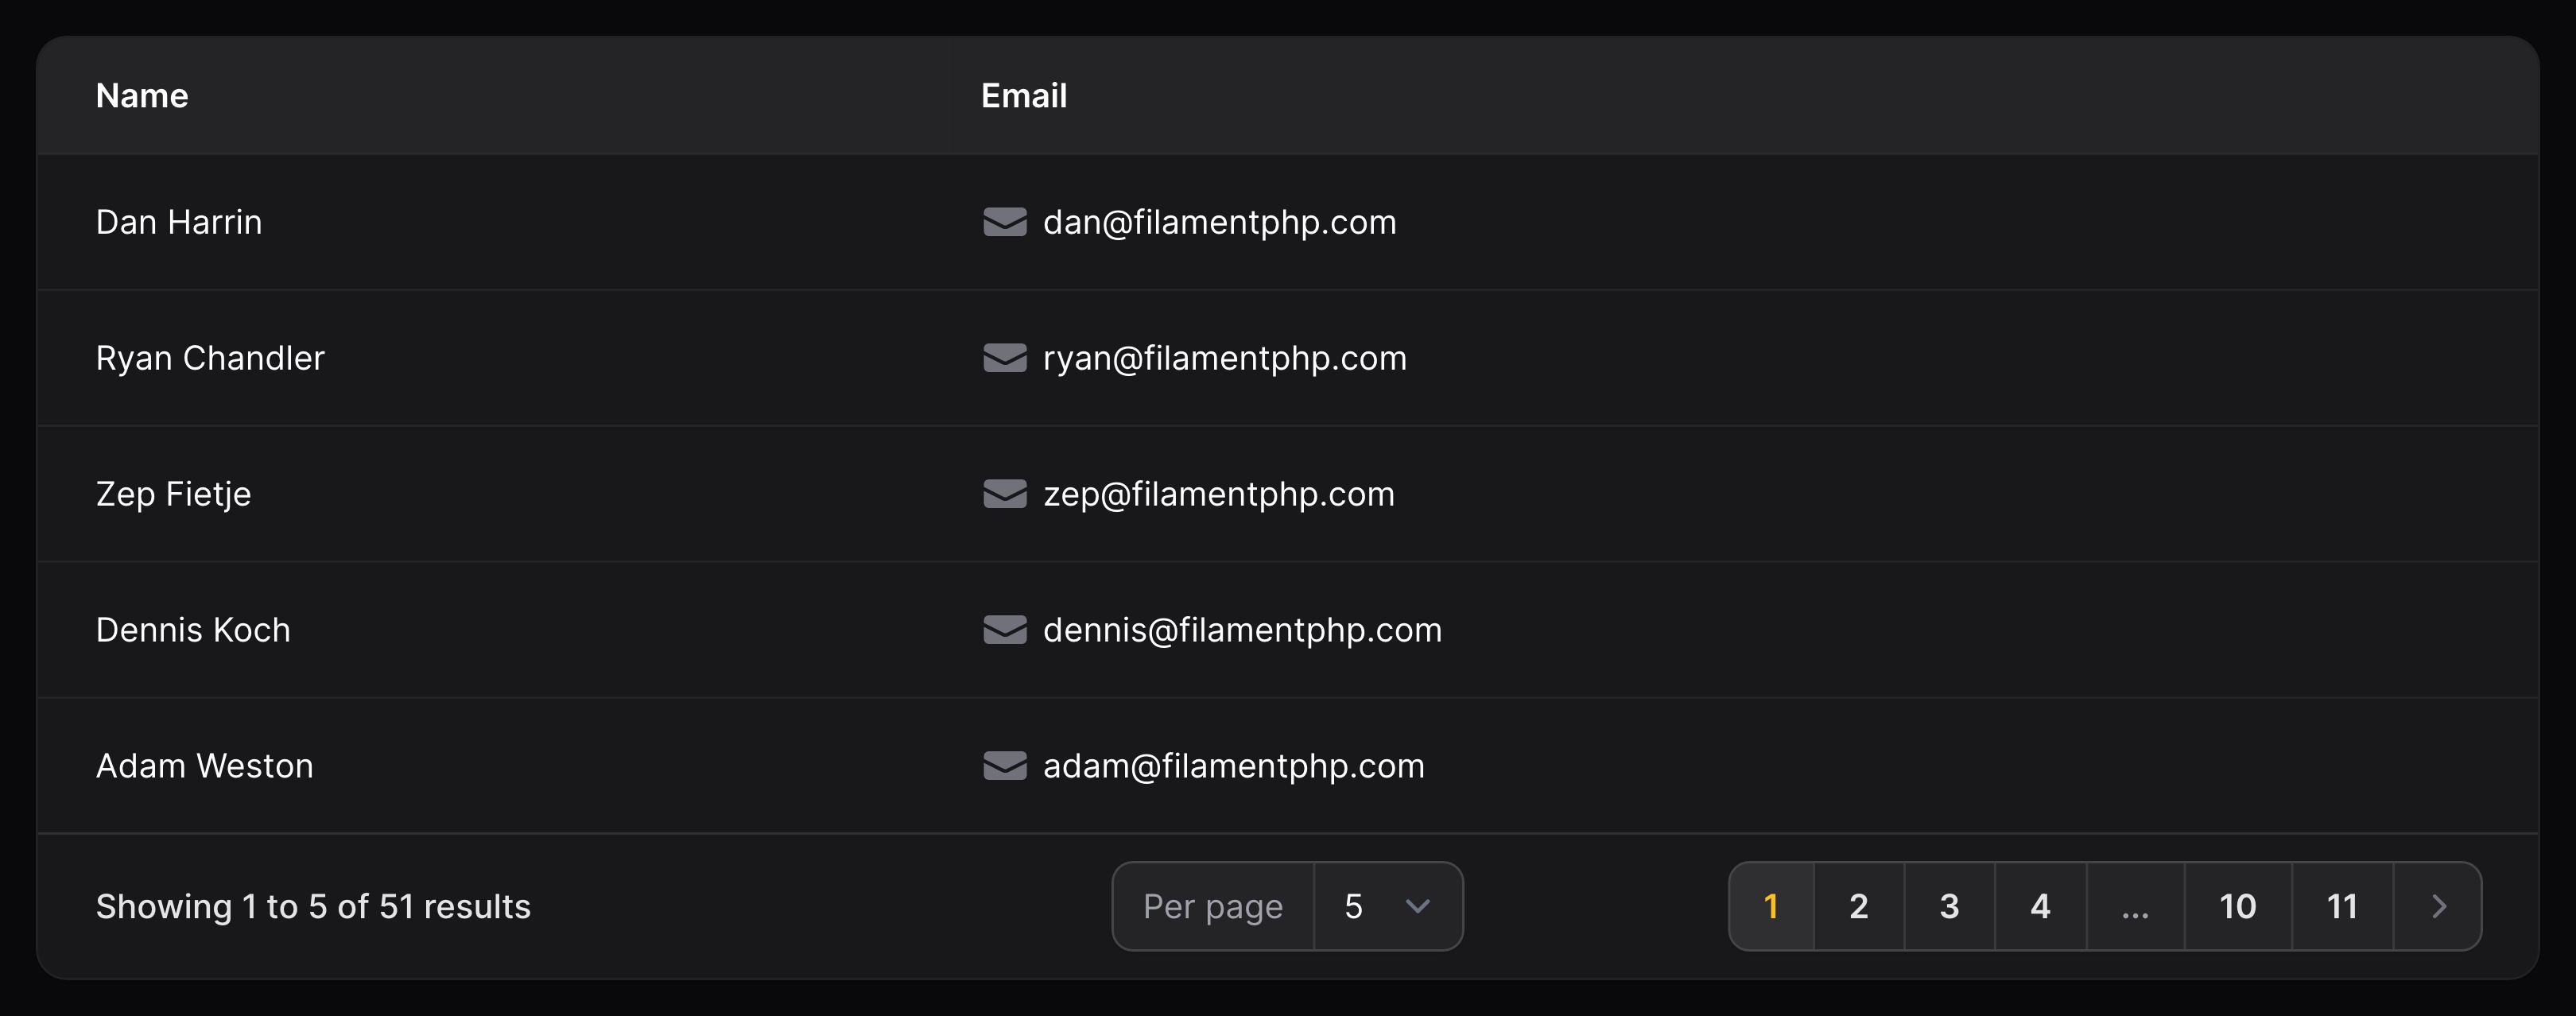 Name Email
Dan Harrin dan@filamentphp.com
Ryan Chandler ryan@filamentphp.com
Zep Fietje zep@filamentphp.com
Dennis Koch dennis@filamentphp.com
Adam Weston adam@filamentphp.com
Showing 1 to 5 of 51 results Per page 5 1 2 3 4 ... 10 11